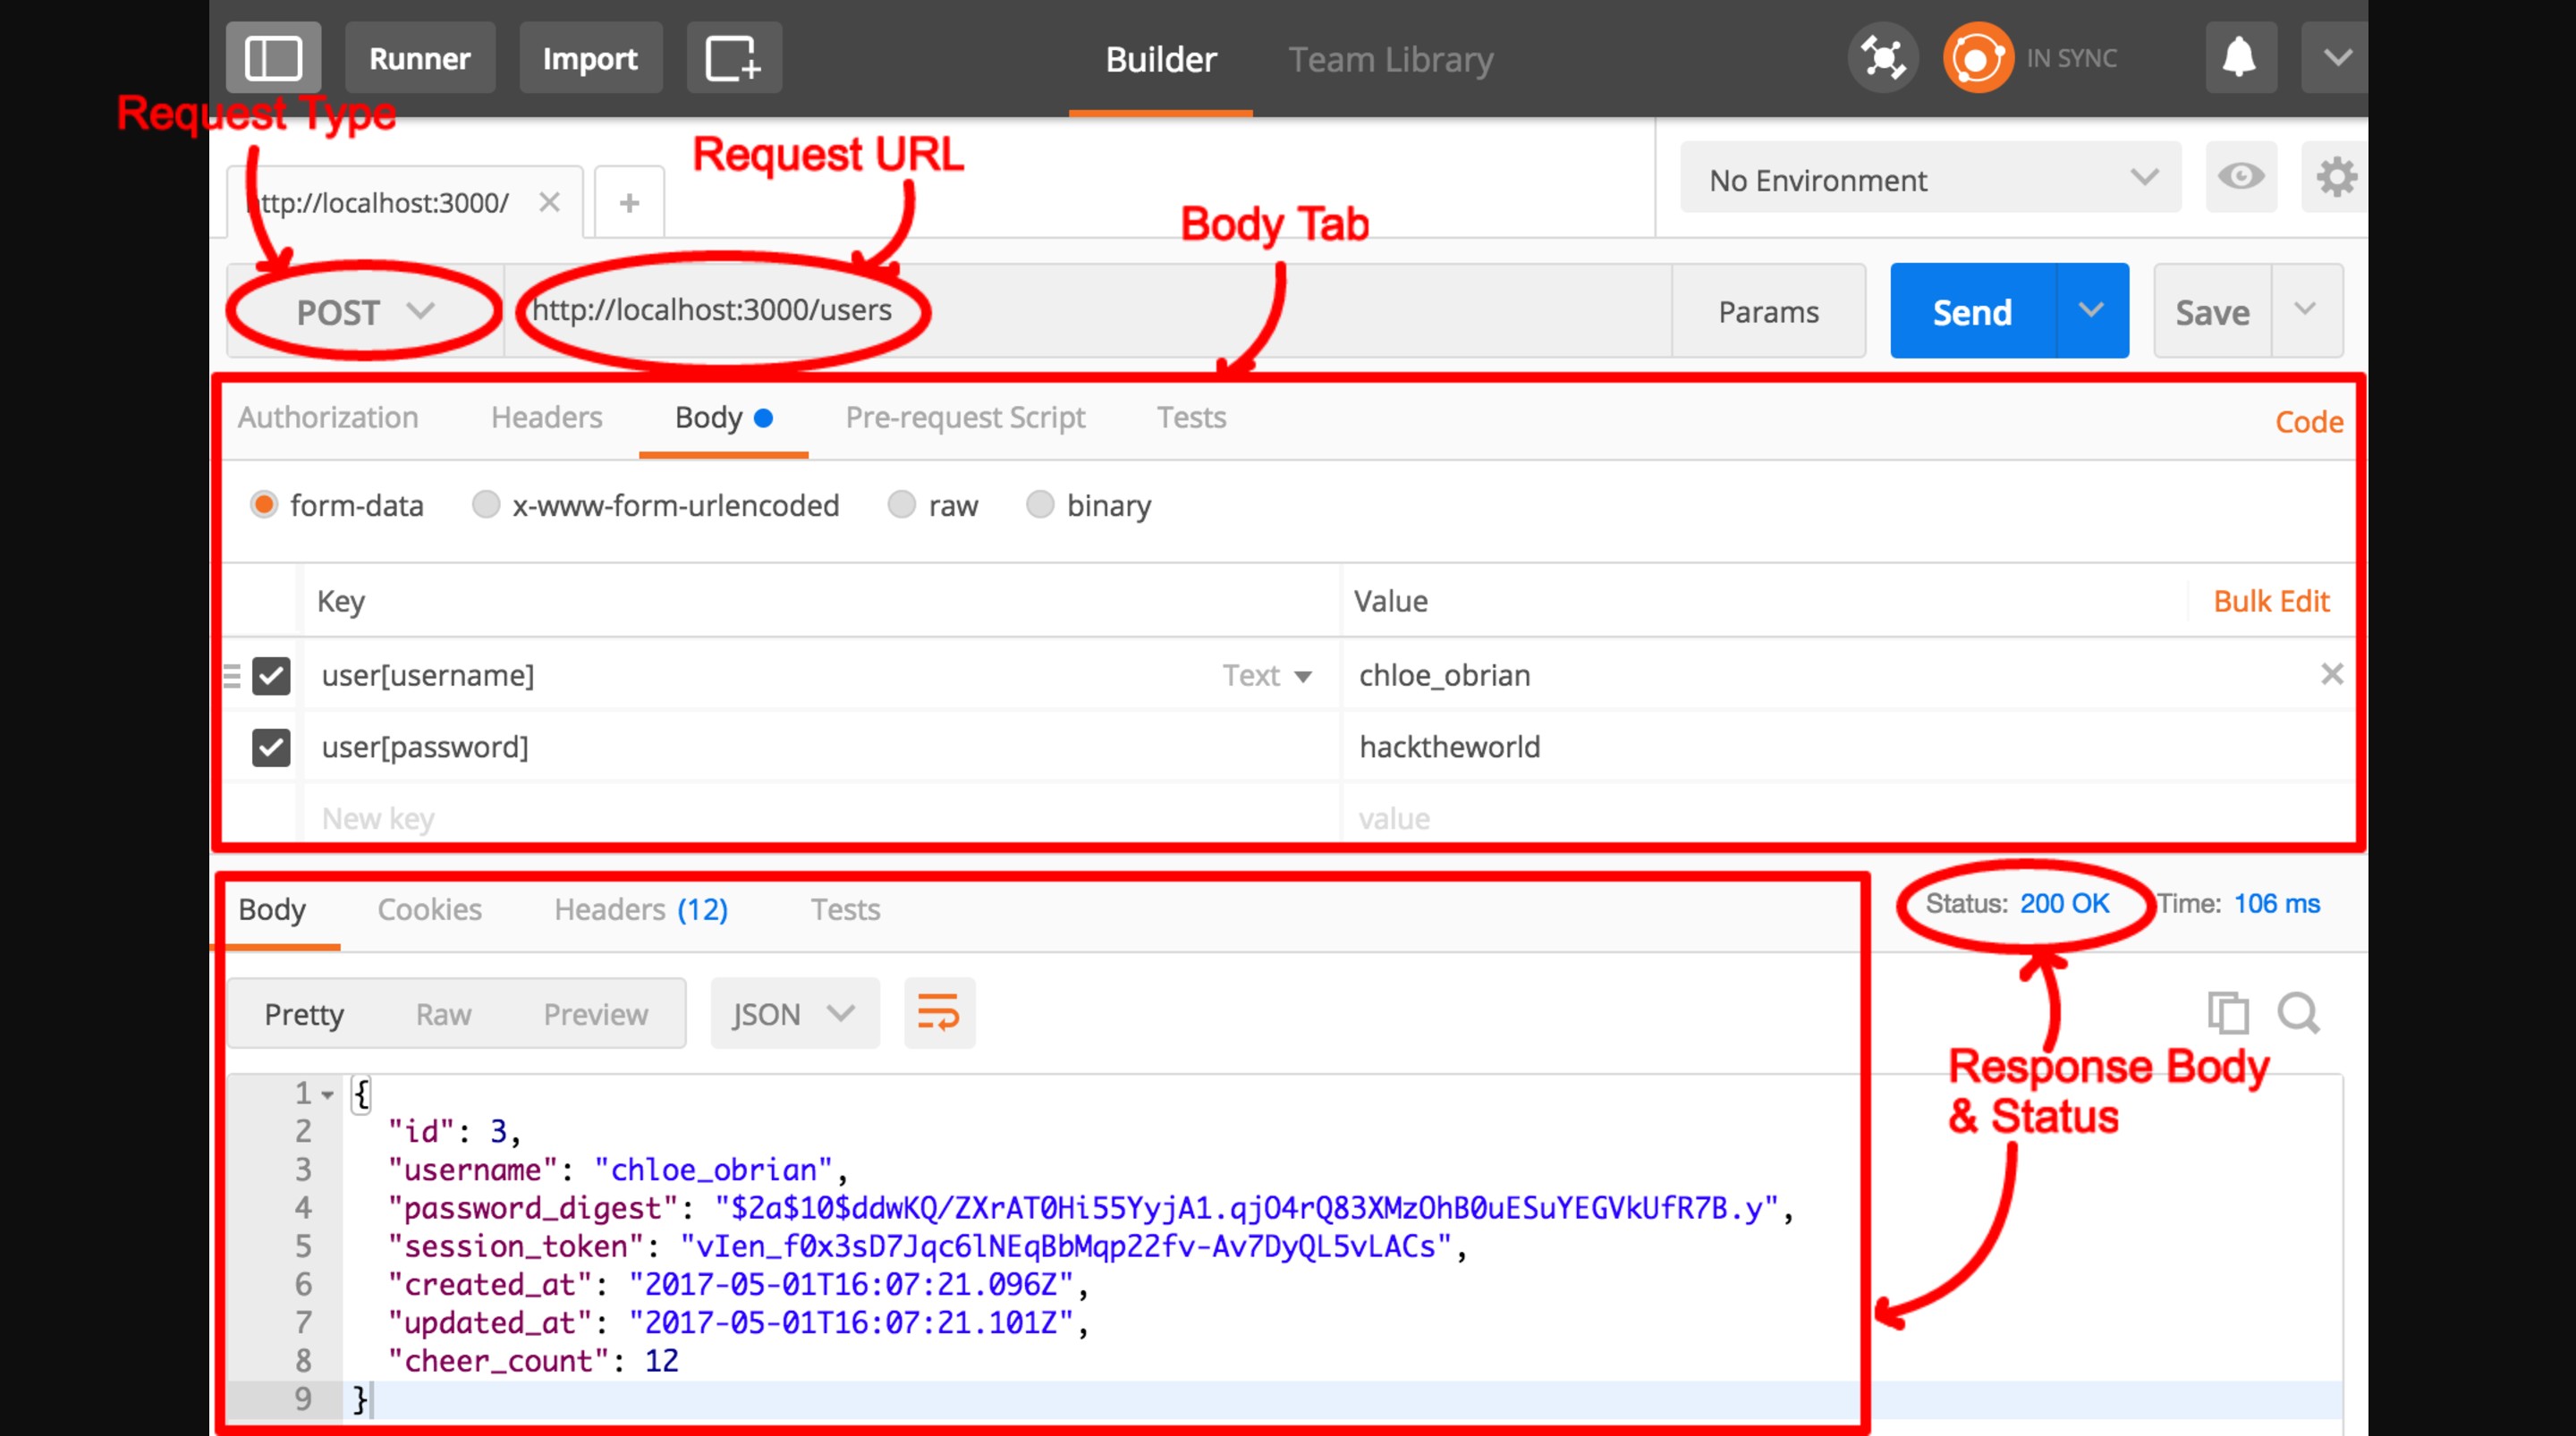 Runner Import Builder Team Library IN SYNC
Request Type
Request URL
ttp://localhost:3000/ No Environment
Body Tab
POST http://localhost:3000/users Params Send Save
Authorization Headers Body Pre-request Script Tests Code
form-data x-www-form-urlencoded raw binary
Key Value Bulk Edit
user[username] Text chloe_obrian
user[password] hacktheworld
New key value
Body Cookies Headers (12) Tests Status: 200 OK Time: 106 ms
Pretty Raw Preview JSON
Response Body
& Status
1 {
2 "id": 3,
3 "username": "chloe_obrian",
4 "password_digest": "$2a$10$ddwKQ/ZXrAT0Hi55YyjA1.qjO4rQ83XMzOhB0uESuYEGVkUfR7B.y",
5 "session_token": "vIen_f0x3sD7Jqc6lNEqBbMqp22fv-Av7DyQL5vLACs",
6 "created_at": "2017-05-01T16:07:21.096Z",
7 "updated_at": "2017-05-01T16:07:21.101Z",
8 "cheer_count": 12
9 }